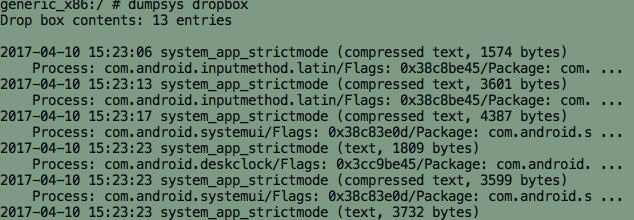 generic_x86:/ # dumpsys dropbox
Drop box contents: 13 entries
2017-04-10 15:23:06 system_app_strictmode (compressed text, 1574 bytes)
Process: com.android.inputmethod.latin/Flags: 0x38c8be45/Package: com. ...
2017-04-10 15:23:13 system_app_strictmode (compressed text, 3601 bytes)
Process: com.android.inputmethod.latin/Flags: 0x38c8be45/Package: com. ...
2017-04-10 15:23:17 system_app_strictmode (compressed text, 4387 bytes)
Process: com.android.systemui/Flags: 0x38c83e0d/Package: com.android.s ...
2017-04-10 15:23:23 system_app_strictmode (text, 1809 bytes)
Process: com.android.deskclock/Flags: 0x3cc9be45/Package: com.android. ...
2017-04-10 15:23:23 system_app_strictmode (compressed text, 3599 bytes)
Process: com.android.systemui/Flags: 0x38c83e0d/Package: com.android.s ...
2017-04-10 15:23:23 system_app_strictmode (text, 3732 bytes)